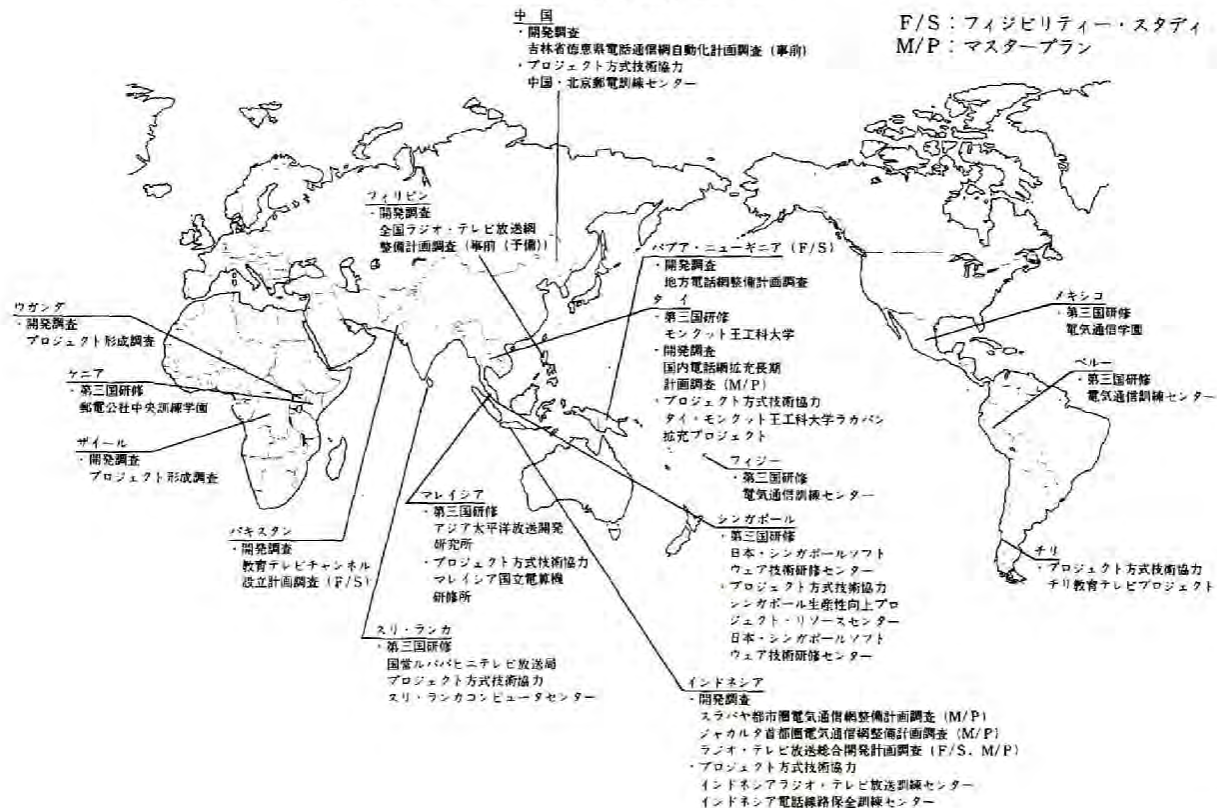 中国
・開発調査
吉林省徳恵県電話通信網自動化計画調査 (事前)
・プロジェクト方式技術協力
中国・北京郵電訓練センター
F/S：フィジビリティー・スタディ
M/P：マスタープラン
フィリピン
・開発調査
全国ラジオ・テレビ放送網
整備計画調査 (事前 (予備))
パプア・ニューギニア (F/S)
・開発調査
地方電話網整備計画調査
タイ
・第三国研修
モンクット王工科大学
・開発調査
国内電話網拡充長期
計画調査 (M/P)
・プロジェクト方式技術協力
タイ・モンクット王工科大学ラカバン
拡充プロジェクト
メキシコ
・第三国研修
電気通信学園
ペルー
・第三国研修
電気通信訓練センター
ウガンダ
・開発調査
プロジェクト形成調査
ケニア
・第三国研修
郵電公社中央訓練学園
ザイール
・開発調査
プロジェクト形成調査
フィジー
・第三国研修
電気通信訓練センター
パキスタン
・開発調査
教育テレビチャンネル
設立計画調査 (F/S)
マレイシア
・第三国研修
アジア太平洋放送開発
研究所
・プロジェクト方式技術協力
マレイシア国立電算機
研修所
シンガポール
・第三国研修
日本・シンガポールソフト
ウェア技術研修センター
・プロジェクト方式技術協力
シンガポール生産性向上プロ
ジェクト・リソースセンター
日本・シンガポールソフト
ウェア技術研修センター
チリ
・プロジェクト方式技術協力
チリ教育テレビプロジェクト
スリ・ランカ
・第三国研修
国営ルパバヒニテレビ放送局
プロジェクト方式技術協力
スリ・ランカコンピュータセンター
インドネシア
・開発調査
スラバヤ都市圏電気通信網整備計画調査 (M/P)
ジャカルタ首都圏電気通信網整備計画調査 (M/P)
ラジオ・テレビ放送総合開発計画調査 (F/S、M/P)
・プロジェクト方式技術協力
インドネシアラジオ・テレビ放送訓練センター
インドネシア電話線路保全訓練センター